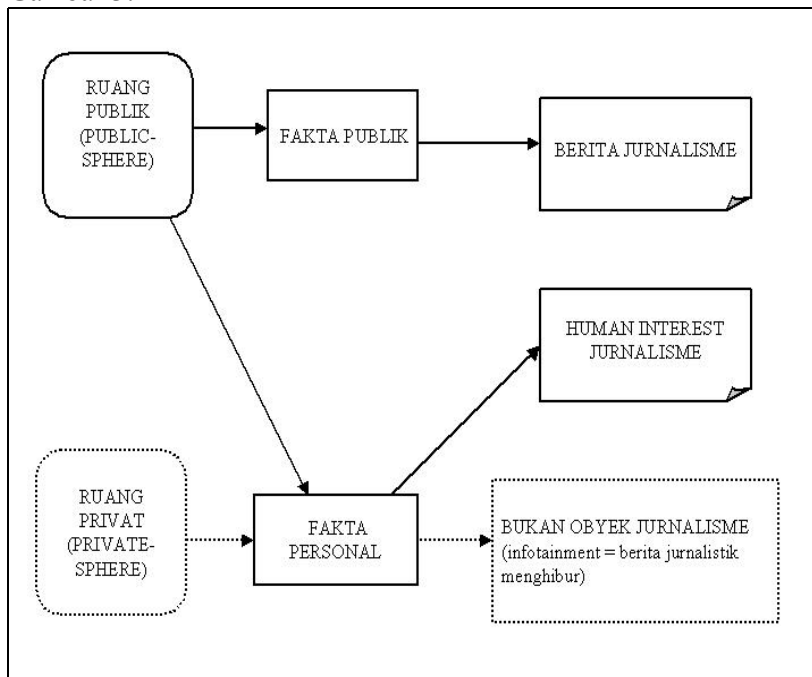 RUANG
PUBLIK
(PUBLIC-
SPHERE)
FAKTA PUBLIK
BERITA JURNALISME
HUMAN INTEREST
JURNALISME
RUANG
PRIVAT
(PRIVATE-
SPHERE)
FAKTA
PERSONAL
BUKAN OBYEK JURNALISME
(infotainment = berita jurnalistik
menghibur)